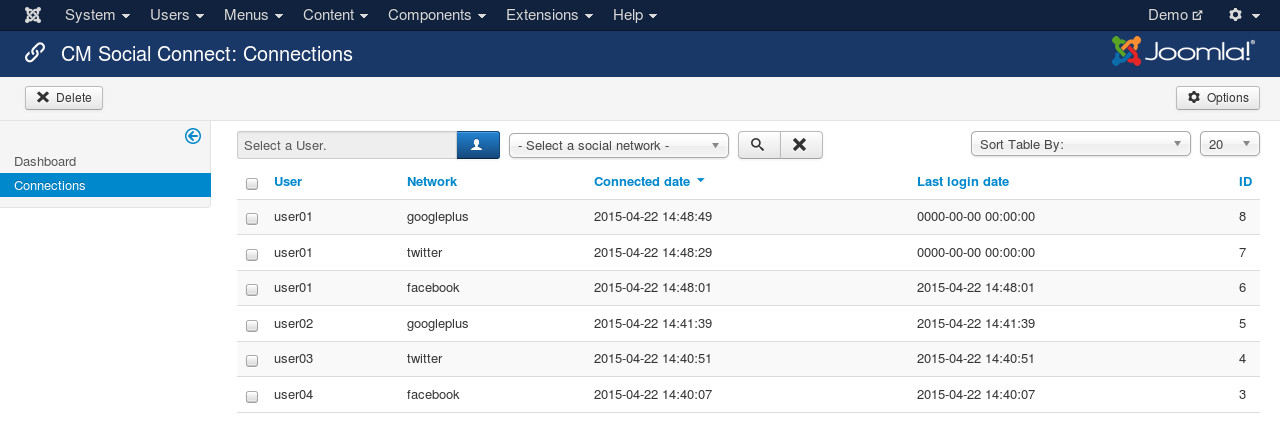 System Users Menus Content Components Extensions Help Demo
CM Social Connect: Connections Joomla!®
Delete Options
Select a User. - Select a social network - Sort Table By: 20
Dashboard
Connections
User Network Connected date Last login date ID
user01 googleplus 2015-04-22 14:48:49 0000-00-00 00:00:00 8
user01 twitter 2015-04-22 14:48:29 0000-00-00 00:00:00 7
user01 facebook 2015-04-22 14:48:01 2015-04-22 14:48:01 6
user02 googleplus 2015-04-22 14:41:39 2015-04-22 14:41:39 5
user03 twitter 2015-04-22 14:40:51 2015-04-22 14:40:51 4
user04 facebook 2015-04-22 14:40:07 2015-04-22 14:40:07 3